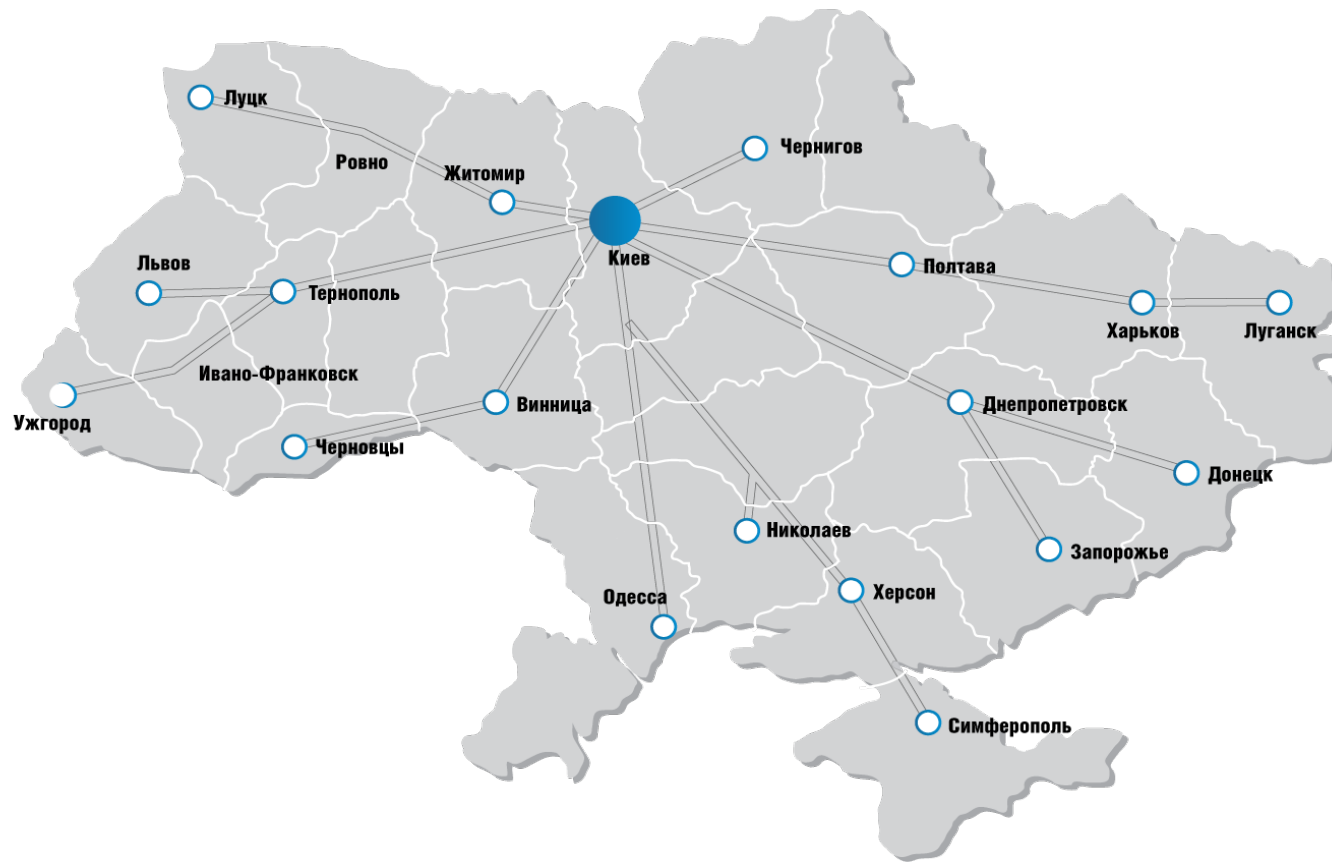 Луцк
Чернигов
Ровно
Житомир
Киев
Львов
Полтава
Тернополь
Харьков
Луганск
Ивано-Франковск
Винница
Днепропетровск
Ужгород
Черновцы
Донецк
Николаев
Запорожье
Одесса
Херсон
Симферополь